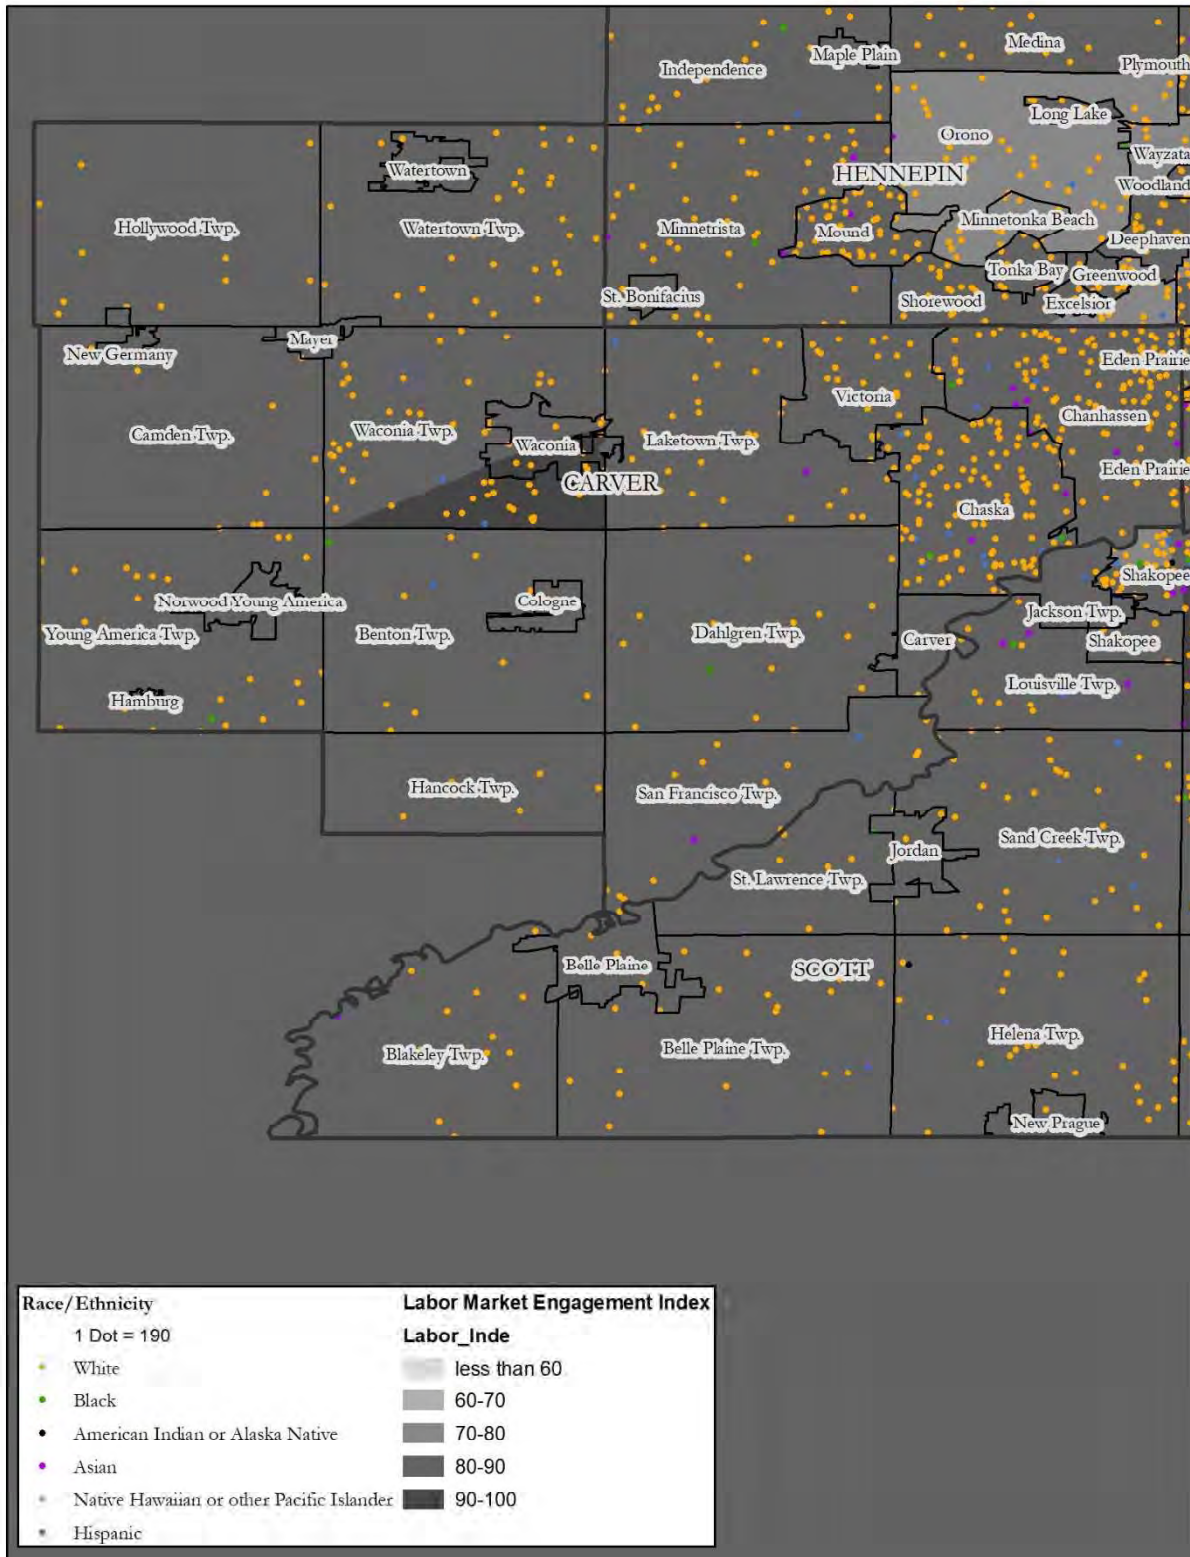 Independence
Maple Plain
Medina
Plymouth
Long Lake
Orono
Wayzata
Woodland
HENNEPIN
Watertown
Hollywood Twp.
Watertown Twp.
Minnetrista
Mound
Minnetonka Beach
Deephaven
Tonka Bay
Greenwood
St. Bonifacius
Shorewood
Excelsior
New Germany
Mayer
Eden Prairie
Victoria
Chanhassen
Camden Twp.
Waconia Twp.
Waconia
Laketown Twp.
Eden Prairie
CARVER
Chaska
Shakopee
Norwood Young America
Cologne
Jackson Twp.
Young America Twp.
Benton Twp.
Dahlgren Twp.
Carver
Shakopee
Hamburg
Louisville Twp.
Hancock Twp.
San Francisco Twp.
Sand Creek Twp.
Jordan
St. Lawrence Twp.
Belle Plaine
SCOTT
Blakeley Twp.
Belle Plaine Twp.
Helena Twp.
New Prague
Race/Ethnicity
1 Dot = 190
White
Black
American Indian or Alaska Native
Asian
Native Hawaiian or other Pacific Islander
Hispanic
Labor Market Engagement Index
Labor_Inde
less than 60
60-70
70-80
80-90
90-100